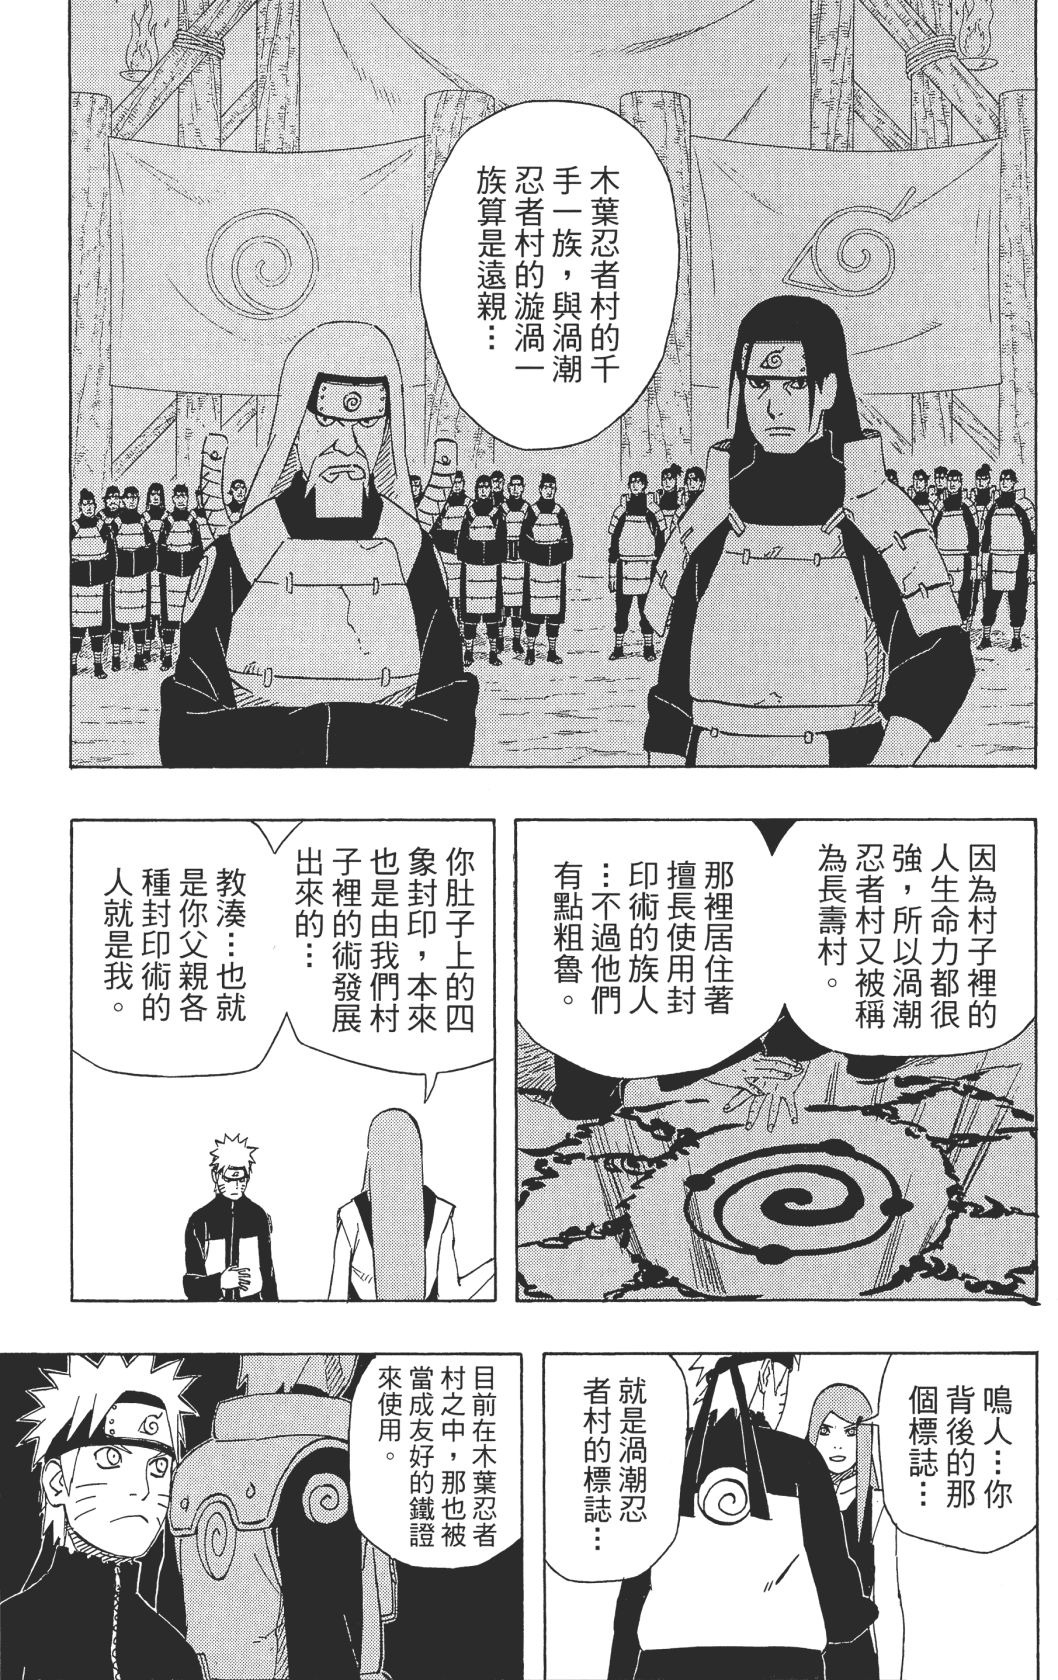 木葉忍者村的千
手一族，與渦潮
忍者村的漩渦一
族算是遠親…
因為村子裡的
人生命力都很
強，所以渦潮
忍者村又被稱
為長壽村。
那裡居住著
擅長使用封
印術的族人
…不過他們
有點粗魯。
你肚子上的四
象封印，本來
也是由我們村
子裡的術發展
出來的…
教湊…也就
是你父親各
種封印術的
人就是我。
鳴人…你
背後的那
個標誌…
就是渦潮忍
者村的標誌…
目前在木葉忍者
村之中，那也被
當成友好的鐵證
來使用。